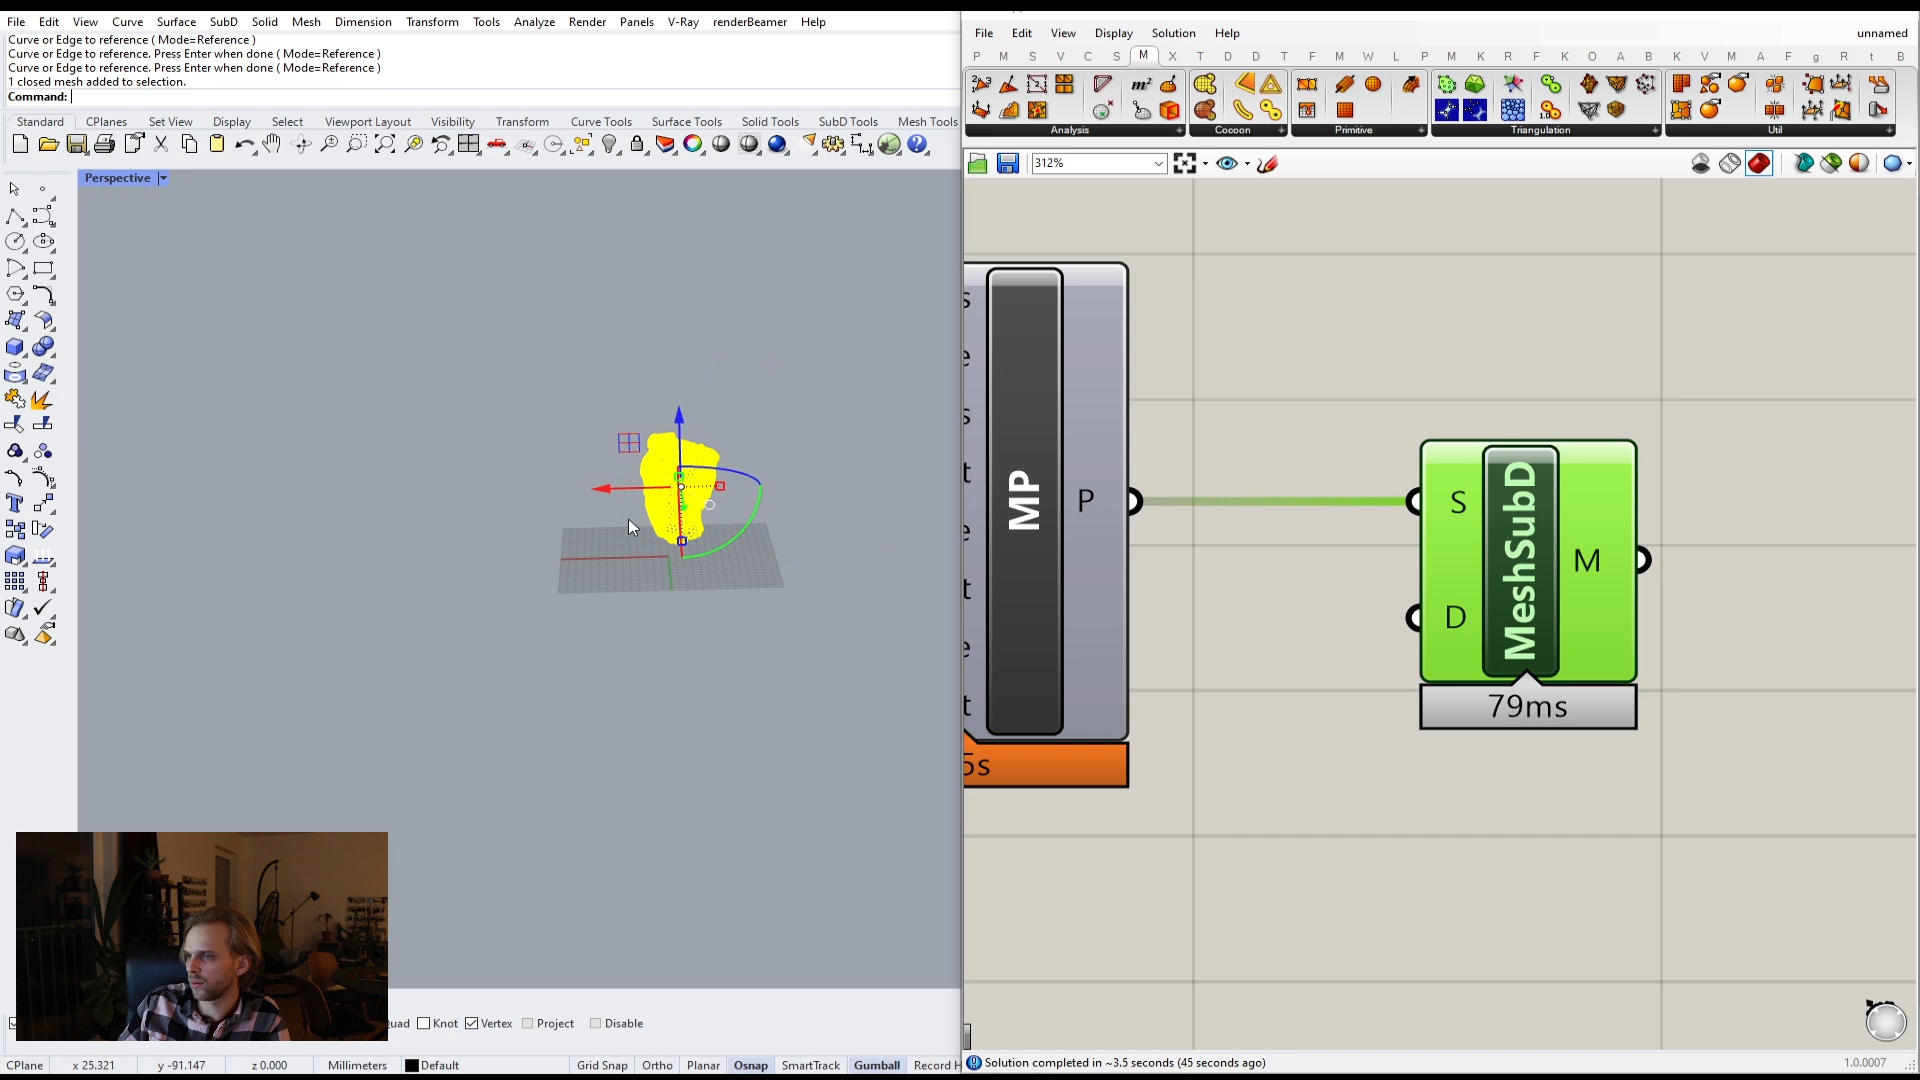 File Edit View Curve Surface SubD Solid Mesh Dimension Transform Tools Analyze Render Panels V-Ray renderBeamer Help
Curve or Edge to reference ( Mode=Reference )
Curve or Edge to reference. Press Enter when done ( Mode=Reference )
Curve or Edge to reference. Press Enter when done ( Mode=Reference )
1 closed mesh added to selection.
Command:
Standard CPlanes Set View Display Select Viewport Layout Visibility Transform Curve Tools Surface Tools Solid Tools SubD Tools Mesh Tools
Perspective
uad Knot Vertex Project Disable
CPlane x 25.321 y -91.147 z 0.000 Millimeters Default Grid Snap Ortho Planar Osnap SmartTrack Gumball Record H
File Edit View Display Solution Help unnamed
P M S V C S M X T D D T F M W L P M K R K O A B K V M A F g R t B
Analysis Cocoon Primitive Triangulation Util
312%
MP
P
5s
S
D
MeshSubD
M
79ms
Solution completed in ~3.5 seconds (45 seconds ago) 1.0.0007